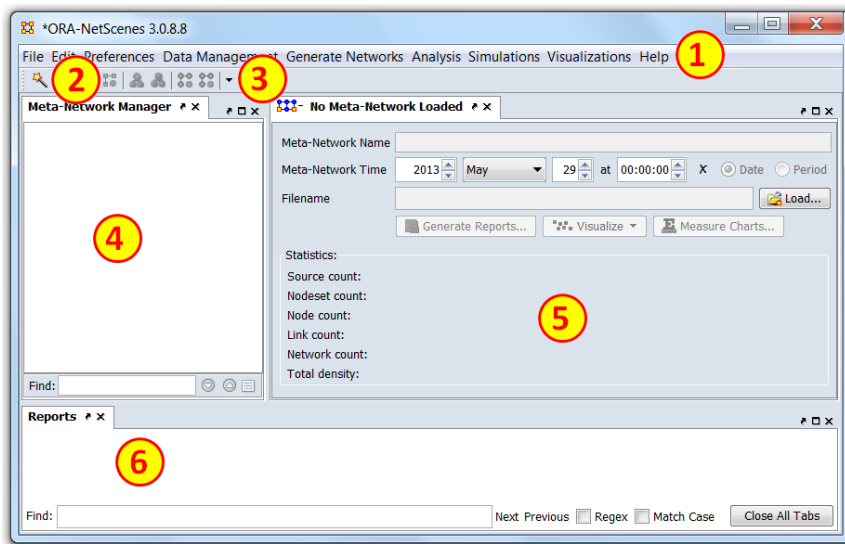 *ORA-NetScenes 3.0.8.8
File Edit Preferences Data Management Generate Networks Analysis Simulations Visualizations Help
1
2
3
Meta-Network Manager
No Meta-Network Loaded
Meta-Network Name
Meta-Network Time 2013 May 29 at 00:00:00 X Date Period
Filename Load...
Generate Reports... Visualize Measure Charts...
4
Statistics:
Source count:
Nodeset count:
Node count:
Link count:
Network count:
Total density:
5
Find:
Reports
6
Find: Next Previous Regex Match Case Close All Tabs